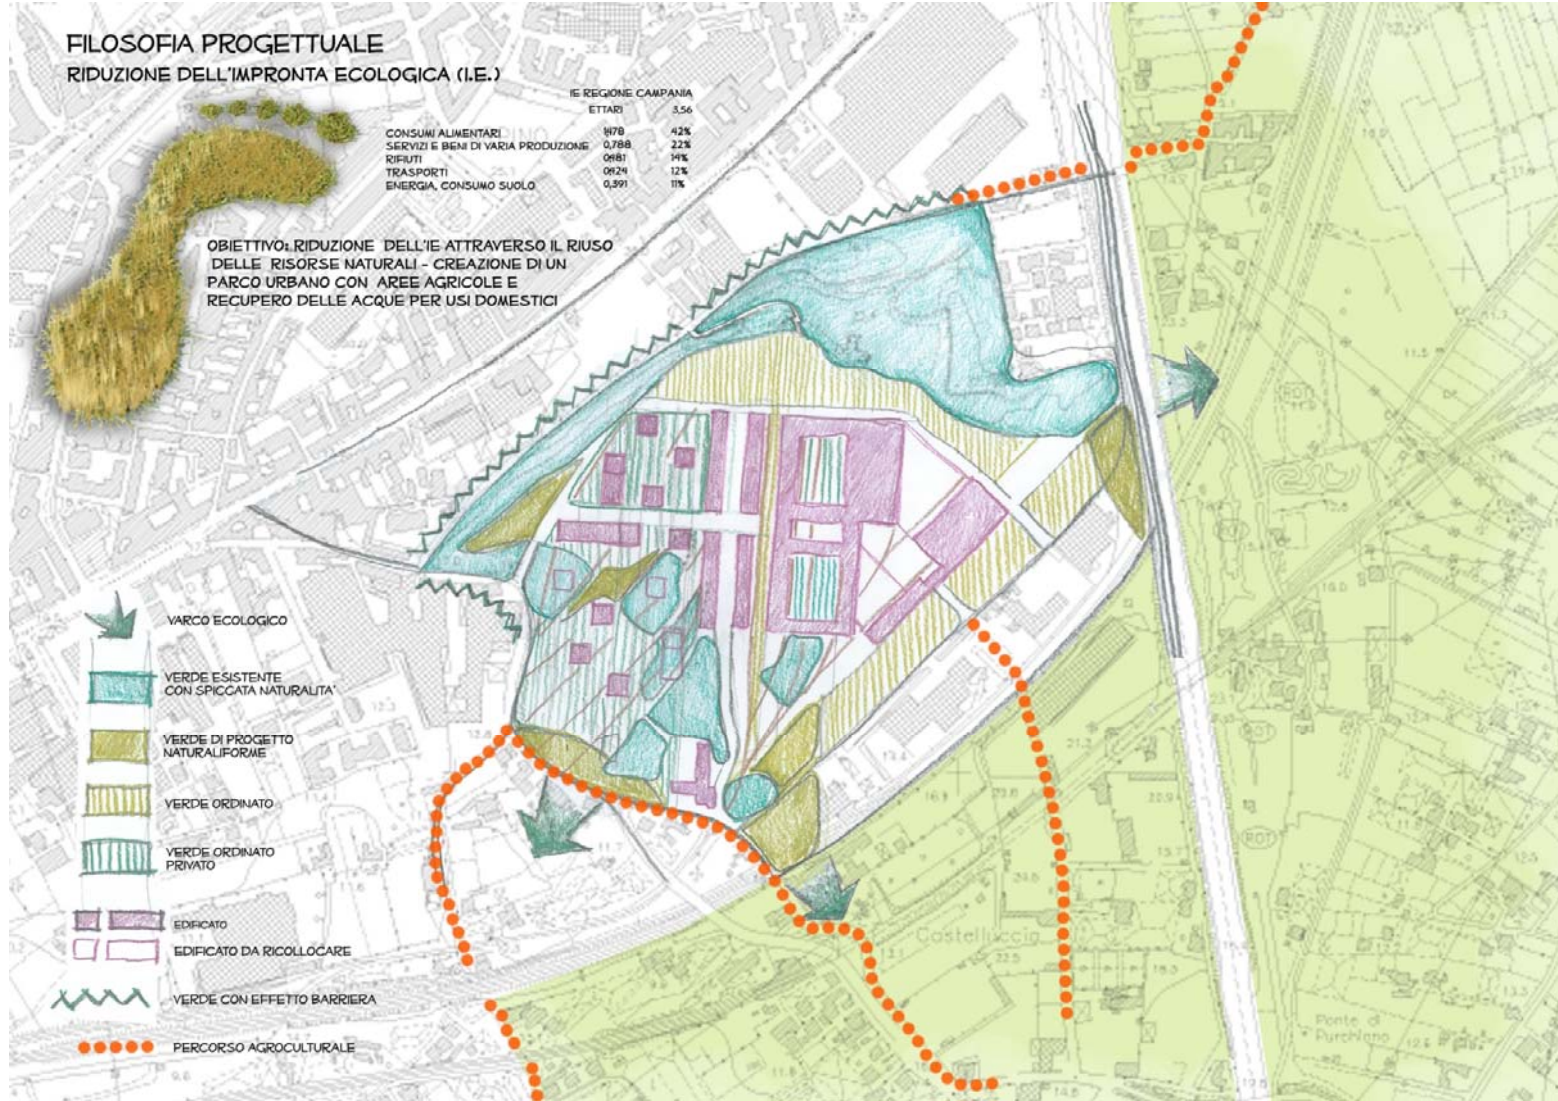 FILOSOFIA PROGETTUALE
RIDUZIONE DELL'IMPRONTA ECOLOGICA (I.E.)
IE REGIONE CAMPANIA
ETTARI 3,56
CONSUMI ALIMENTARI 1,478 42%
SERVIZI E BENI DI VARIA PRODUZIONE 0,788 22%
RIFIUTI 0,481 14%
TRASPORTI 0,424 12%
ENERGIA, CONSUMO SUOLO 0,391 11%
OBIETTIVO: RIDUZIONE DELL'IE ATTRAVERSO IL RIUSO
DELLE RISORSE NATURALI - CREAZIONE DI UN
PARCO URBANO CON AREE AGRICOLE E
RECUPERO DELLE ACQUE PER USI DOMESTICI
VARCO ECOLOGICO
VERDE ESISTENTE
CON SPICCATA NATURALITA'
VERDE DI PROGETTO
NATURALIFORME
VERDE ORDINATO
VERDE ORDINATO
PRIVATO
EDIFICATO
EDIFICATO DA RICOLLOCARE
VERDE CON EFFETTO BARRIERA
PERCORSO AGROCULTURALE
Castelluccio
Ponte di
Purchiano